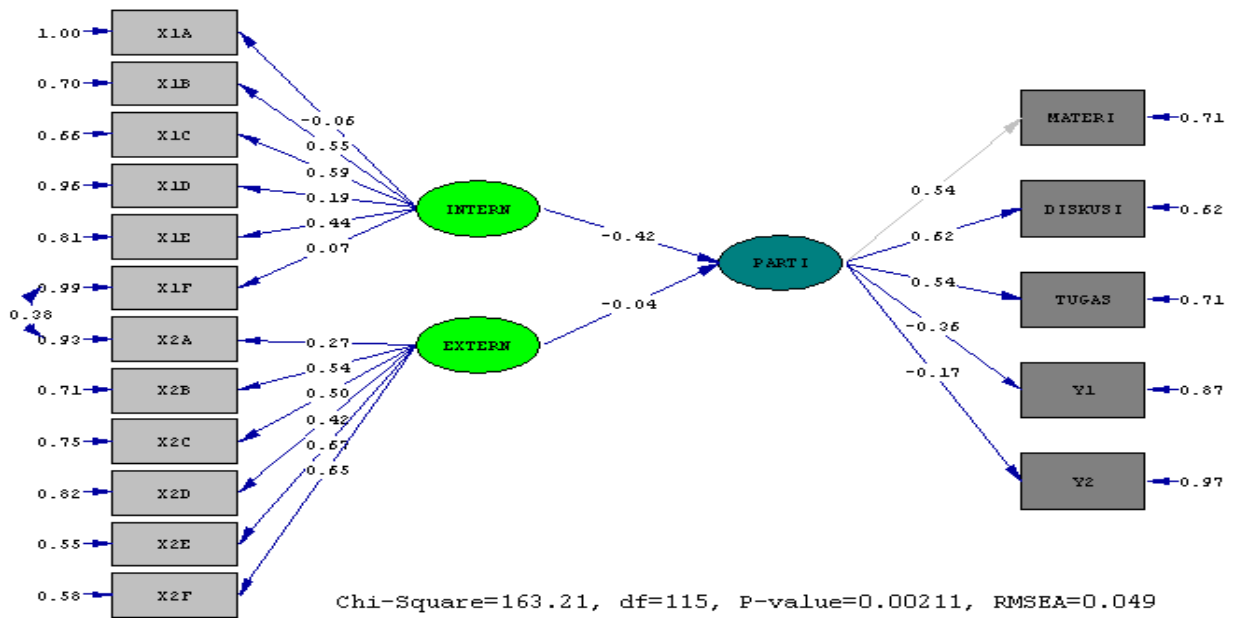 1.00 X1A
0.70 X1B
0.66 X1C
0.96 X1D
0.81 X1E
0.99 X1F
0.38
0.93 X2A
0.71 X2B
0.75 X2C
0.82 X2D
0.55 X2E
0.58 X2F
-0.06
0.55
0.59
0.19
0.44
0.07
0.27
0.54
0.50
0.42
0.67
0.65
INTERN
EXTERN
-0.42
-0.04
PARTI
0.54
0.62
0.54
-0.36
-0.17
MATERI 0.71
DISKUSI 0.62
TUGAS 0.71
Y1 0.87
Y2 0.97
Chi-Square=163.21, df=115, P-value=0.00211, RMSEA=0.049